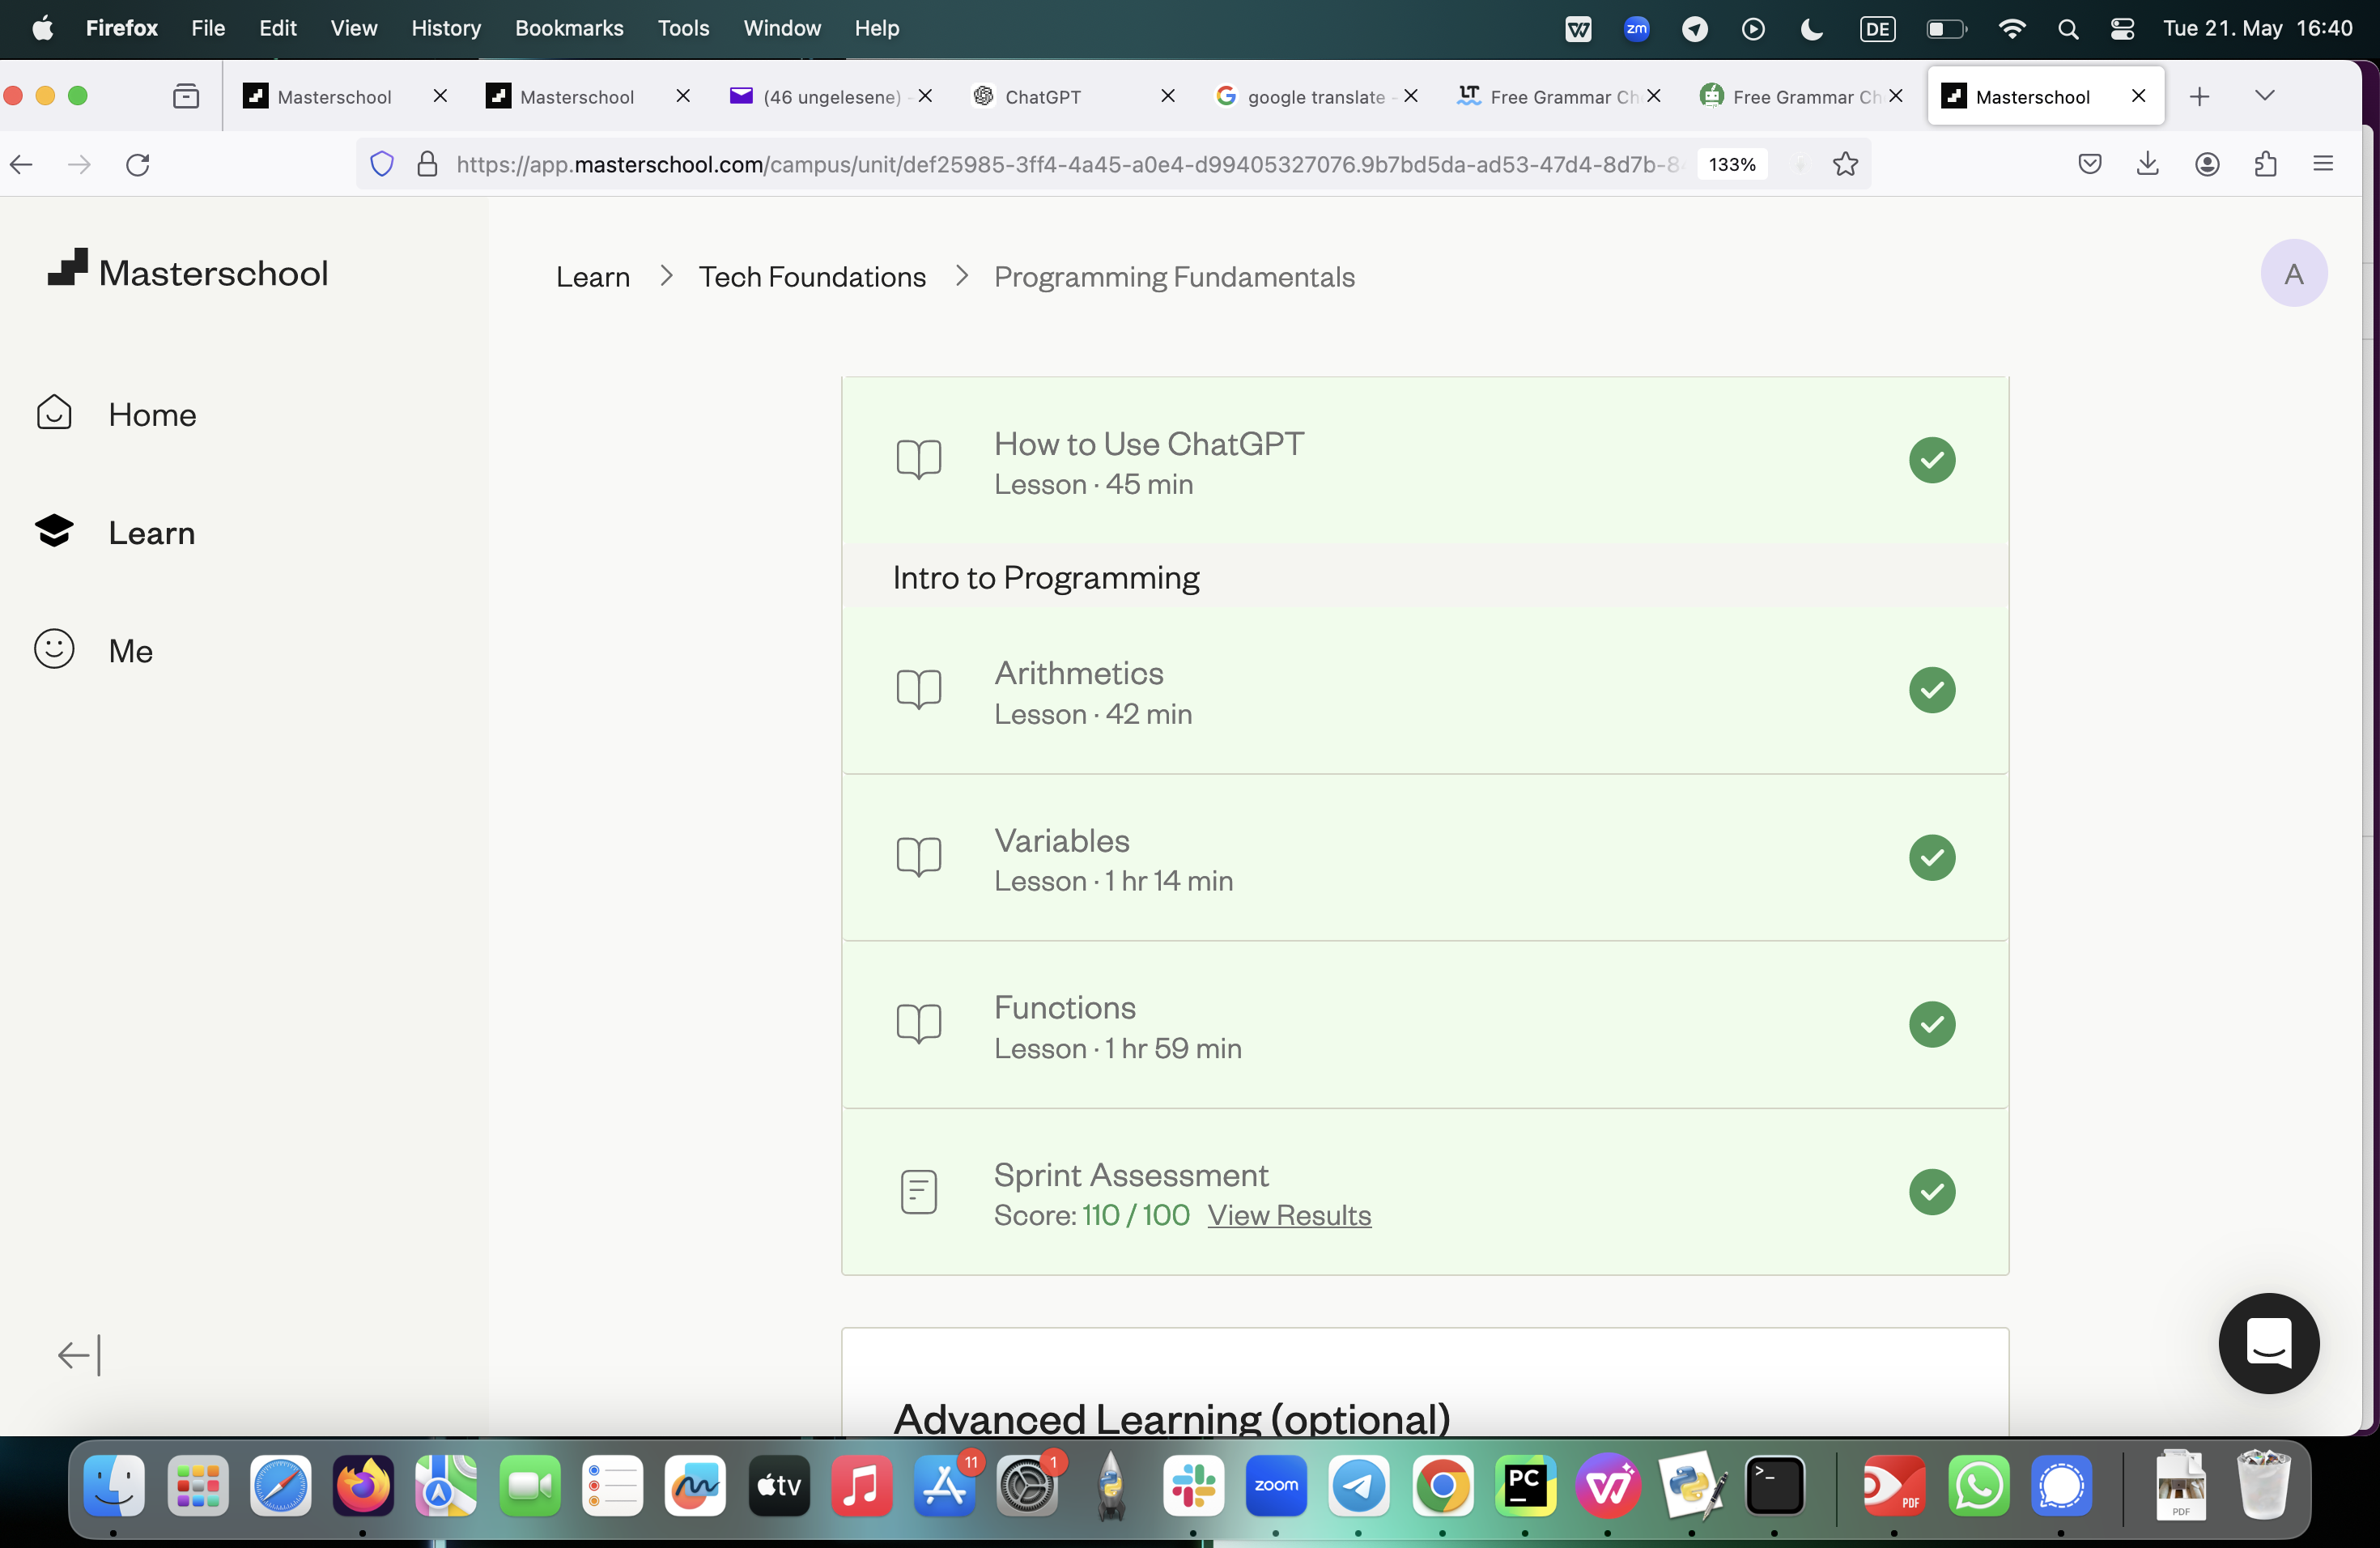 Firefox File Edit View History Bookmarks Tools Window Help zm DE Tue 21. May 16:40
Masterschool Masterschool (46 ungelesene) - ChatGPT google translate - LT Free Grammar Ch Free Grammar Ch Masterschool
https://app.masterschool.com/campus/unit/def25985-3ff4-4a45-a0e4-d99405327076.9b7bd5da-ad53-47d4-8d7b-8 133%
Masterschool
Learn > Tech Foundations > Programming Fundamentals
A
Home
Learn
Me
How to Use ChatGPT
Lesson · 45 min
Intro to Programming
Arithmetics
Lesson · 42 min
Variables
Lesson · 1 hr 14 min
Functions
Lesson · 1 hr 59 min
Sprint Assessment
Score: 110 / 100 View Results
Advanced Learning (optional)
tv 11 1 zoom PC >_ PDF PDF